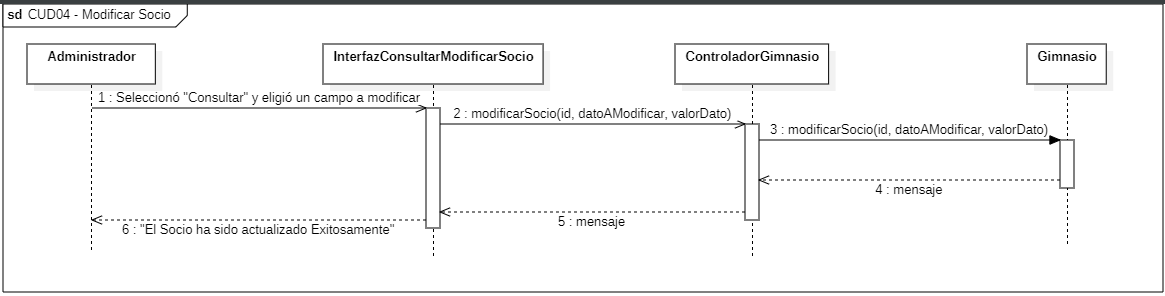 sd CUD04 - Modificar Socio
Administrador
InterfazConsultarModificarSocio
ControladorGimnasio
Gimnasio
1 : Seleccionó "Consultar" y eligió un campo a modificar
2 : modificarSocio(id, datoAModificar, valorDato)
3 : modificarSocio(id, datoAModificar, valorDato)
4 : mensaje
5 : mensaje
6 : "El Socio ha sido actualizado Exitosamente"